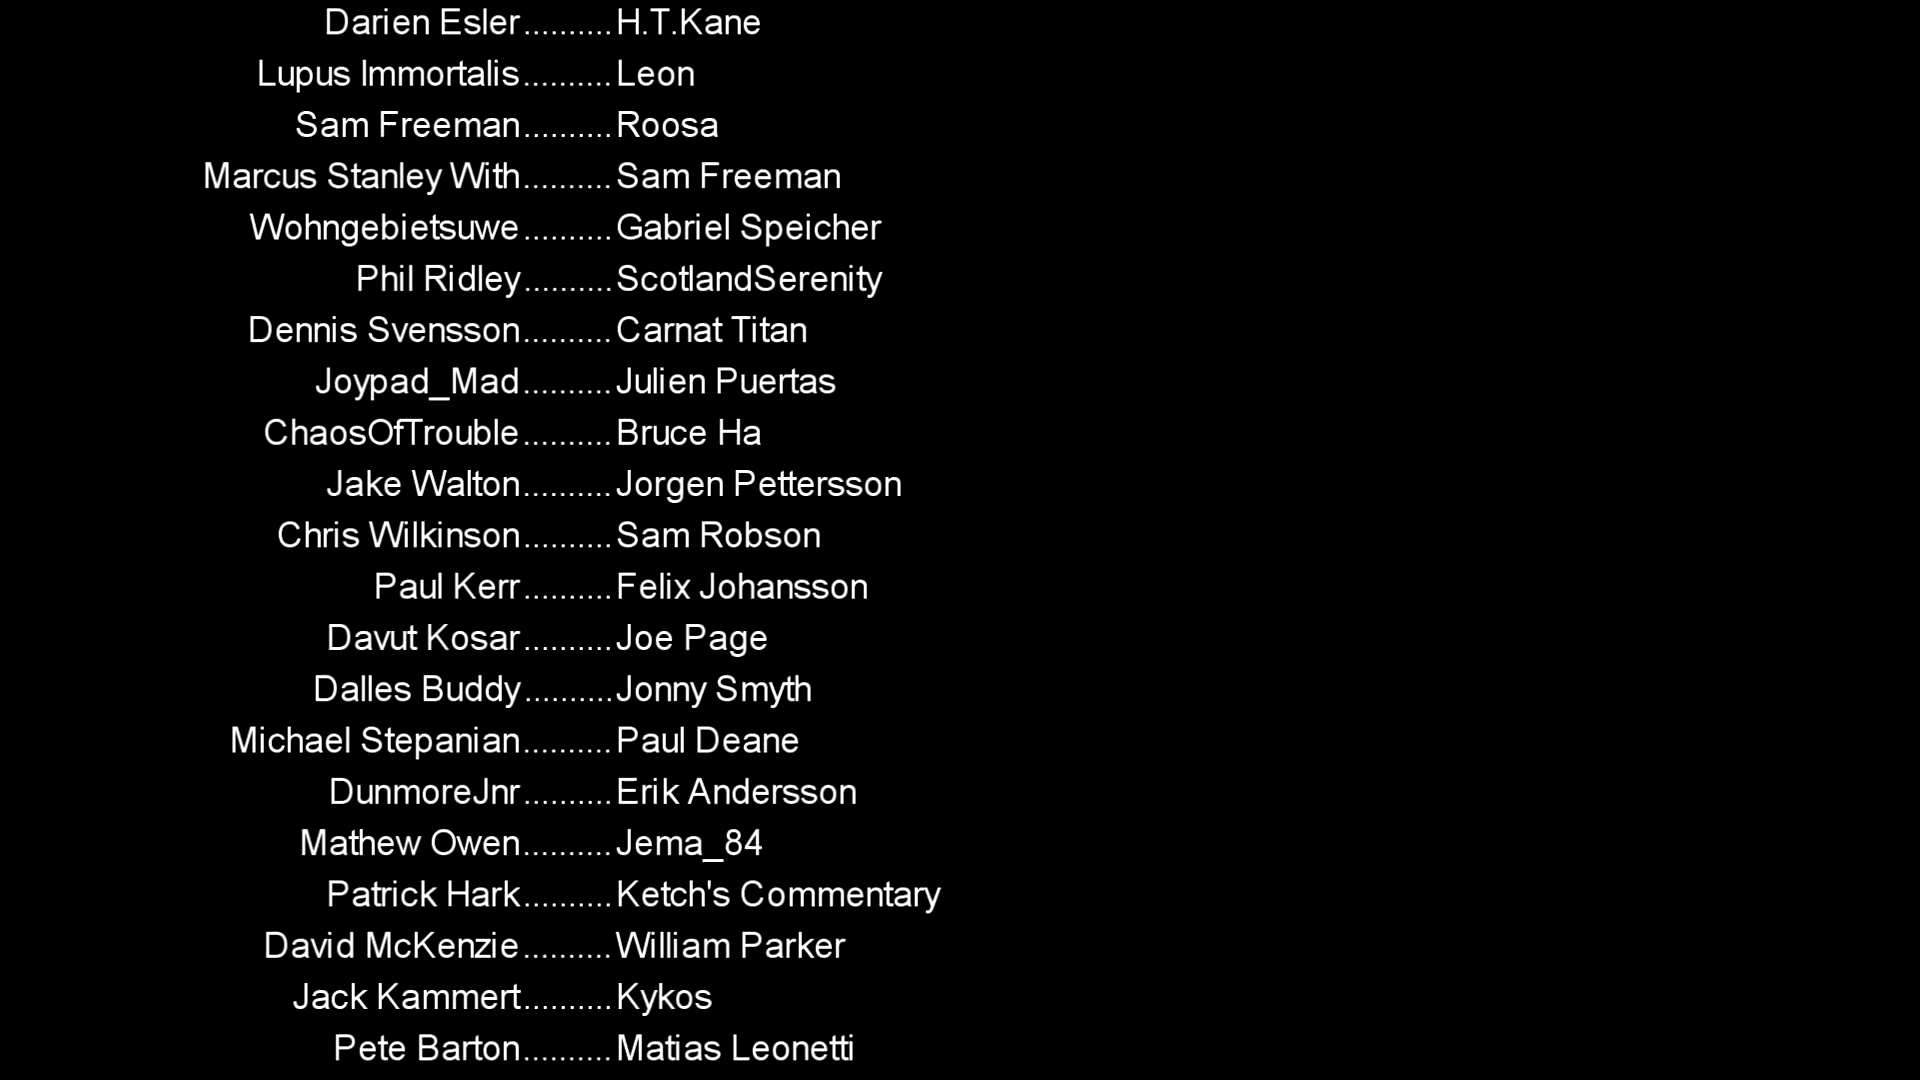 Darien Esler..........H.T.Kane
Lupus Immortalis..........Leon
Sam Freeman..........Roosa
Marcus Stanley With..........Sam Freeman
Wohngebietsuwe..........Gabriel Speicher
Phil Ridley..........ScotlandSerenity
Dennis Svensson..........Carnat Titan
Joypad_Mad..........Julien Puertas
ChaosOfTrouble..........Bruce Ha
Jake Walton..........Jorgen Pettersson
Chris Wilkinson..........Sam Robson
Paul Kerr..........Felix Johansson
Davut Kosar..........Joe Page
Dalles Buddy..........Jonny Smyth
Michael Stepanian..........Paul Deane
DunmoreJnr..........Erik Andersson
Mathew Owen..........Jema_84
Patrick Hark..........Ketch's Commentary
David McKenzie..........William Parker
Jack Kammert..........Kykos
Pete Barton..........Matias Leonetti